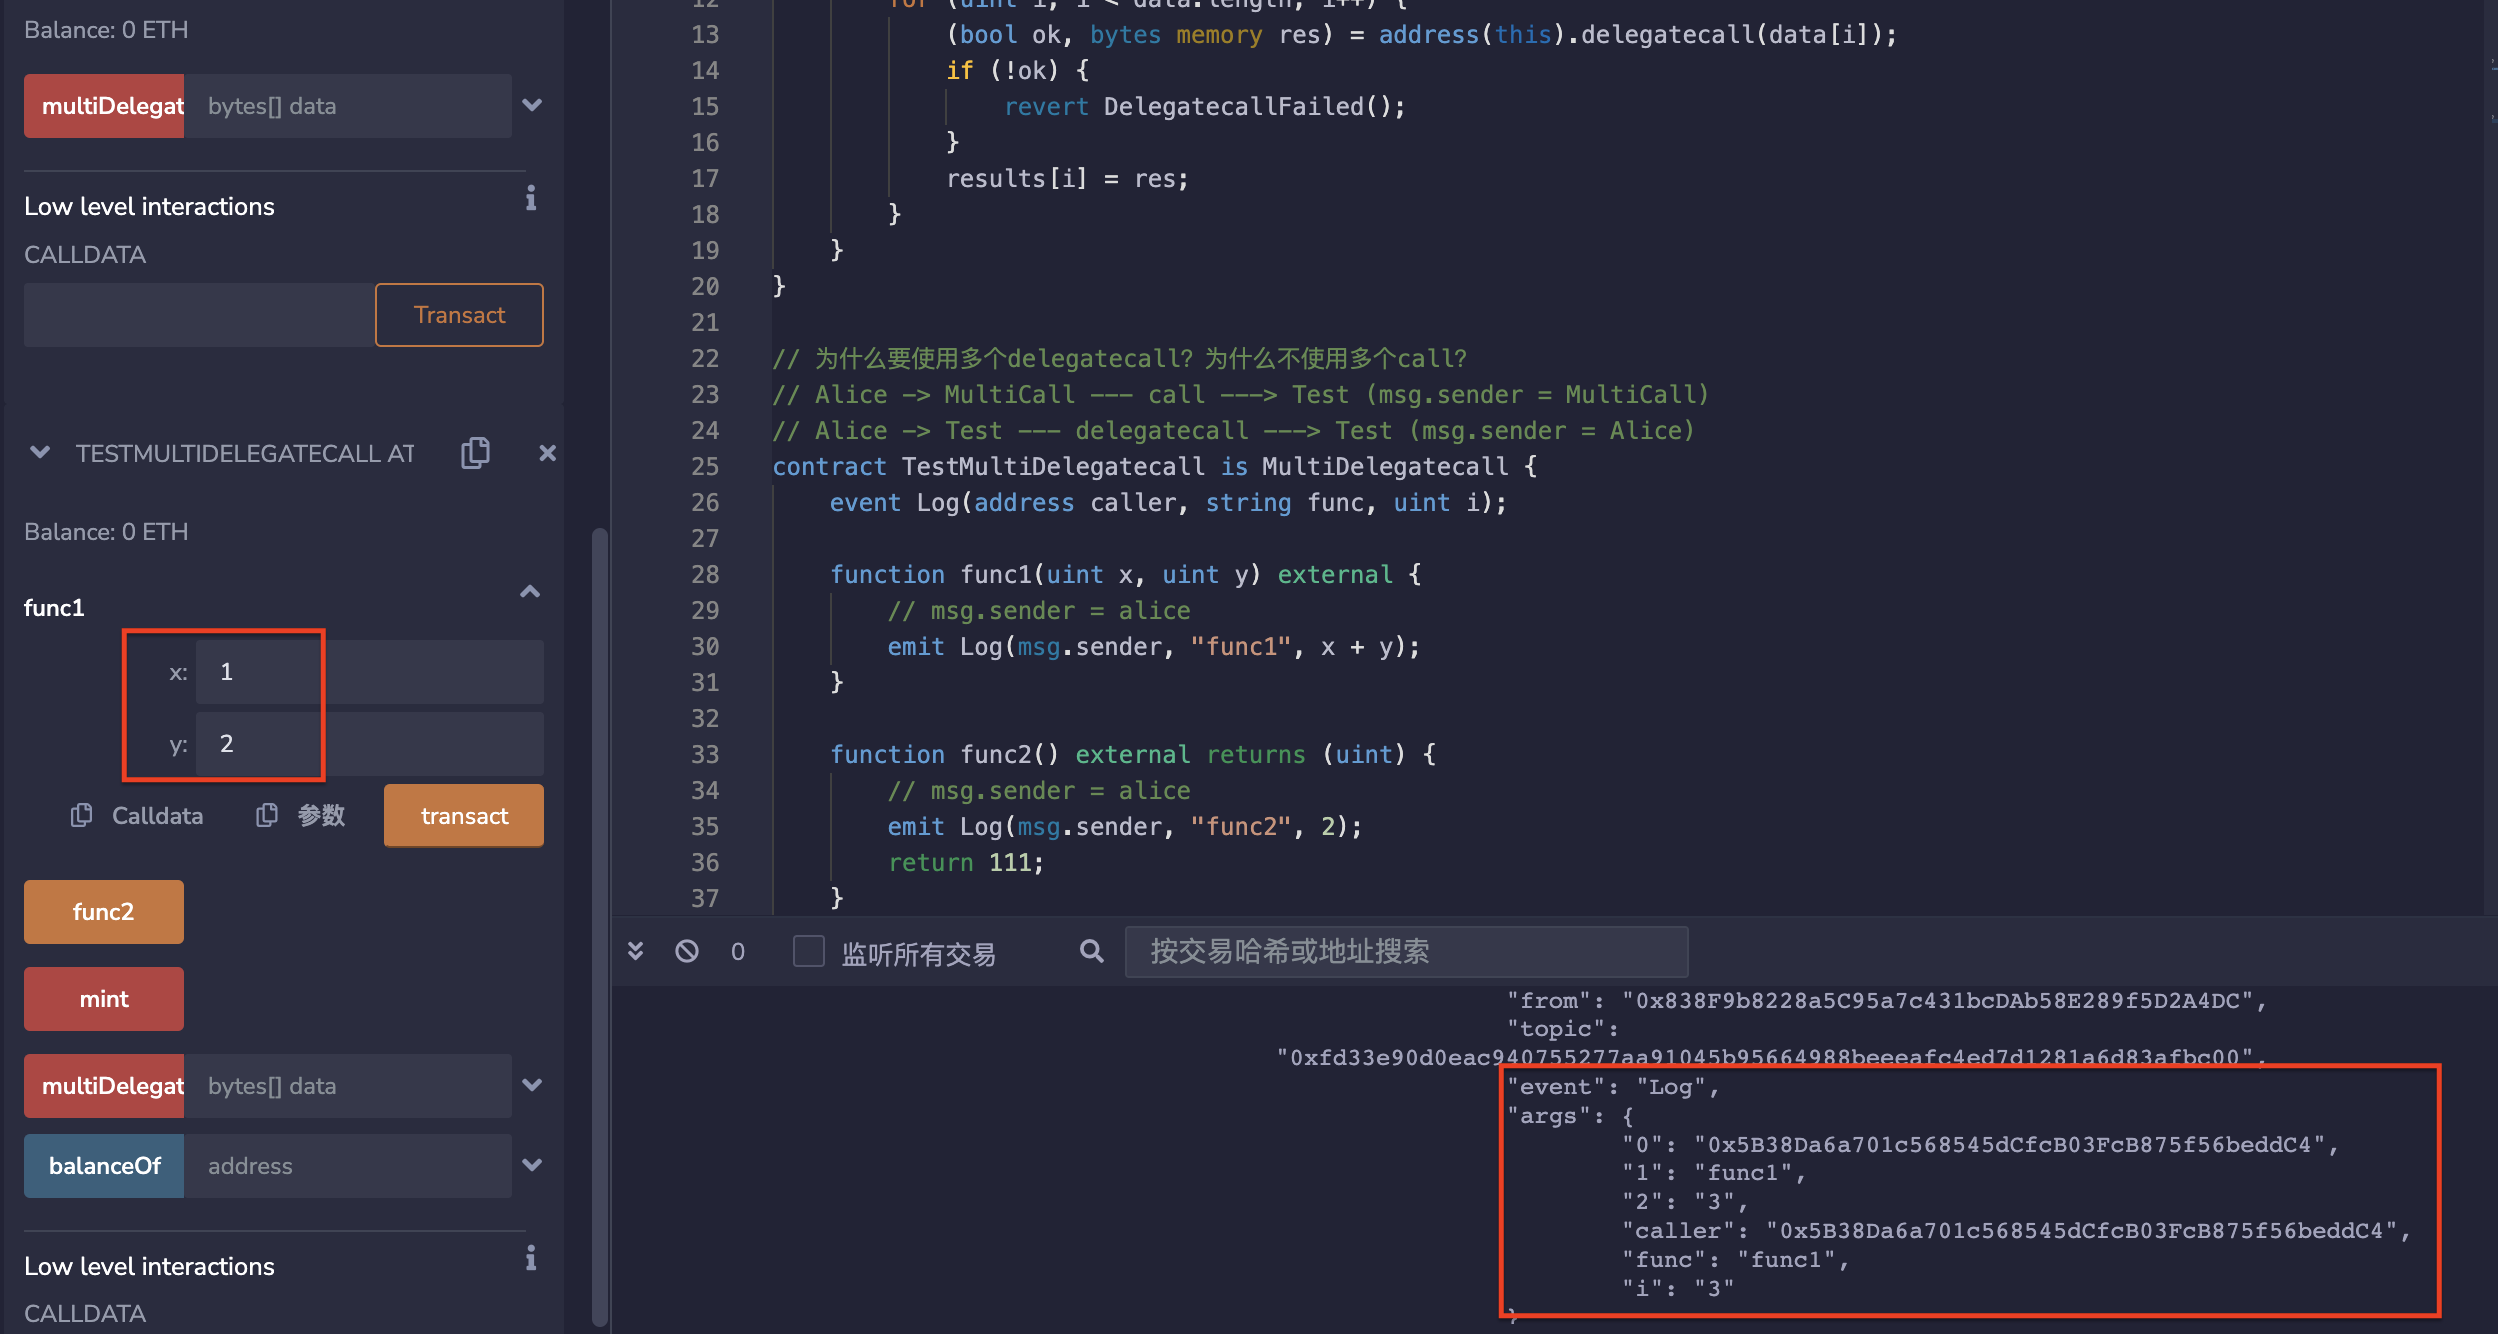 Balance: 0 ETH
multiDelegat bytes[] data
Low level interactions
CALLDATA
Transact
TESTMULTIDELEGATECALL AT
Balance: 0 ETH
func1
x: 1
y: 2
Calldata 参数 transact
func2
mint
multiDelegat bytes[] data
balanceOf address
Low level interactions
CALLDATA
12 for (uint i; i < data.length; i++) {
13 (bool ok, bytes memory res) = address(this).delegatecall(data[i]);
14 if (!ok) {
15 revert DelegatecallFailed();
16 }
17 results[i] = res;
18 }
19 }
20 }
21
22 // 为什么要使用多个delegatecall? 为什么不使用多个call?
23 // Alice -> MultiCall --- call ---> Test (msg.sender = MultiCall)
24 // Alice -> Test --- delegatecall ---> Test (msg.sender = Alice)
25 contract TestMultiDelegatecall is MultiDelegatecall {
26 event Log(address caller, string func, uint i);
27
28 function func1(uint x, uint y) external {
29 // msg.sender = alice
30 emit Log(msg.sender, "func1", x + y);
31 }
32
33 function func2() external returns (uint) {
34 // msg.sender = alice
35 emit Log(msg.sender, "func2", 2);
36 return 111;
37 }
0 监听所有交易 按交易哈希或地址搜索
"from": "0x838F9b8228a5C95a7c431bcDAb58E289f5D2A4DC",
"topic":
"0xfd33e90d0eac940755277aa91045b95664988beeeafc4ed7d1281a6d83afbc00",
"event": "Log",
"args": {
"0": "0x5B38Da6a701c568545dCfcB03FcB875f56beddC4",
"1": "func1",
"2": "3",
"caller": "0x5B38Da6a701c568545dCfcB03FcB875f56beddC4",
"func": "func1",
"i": "3"
}